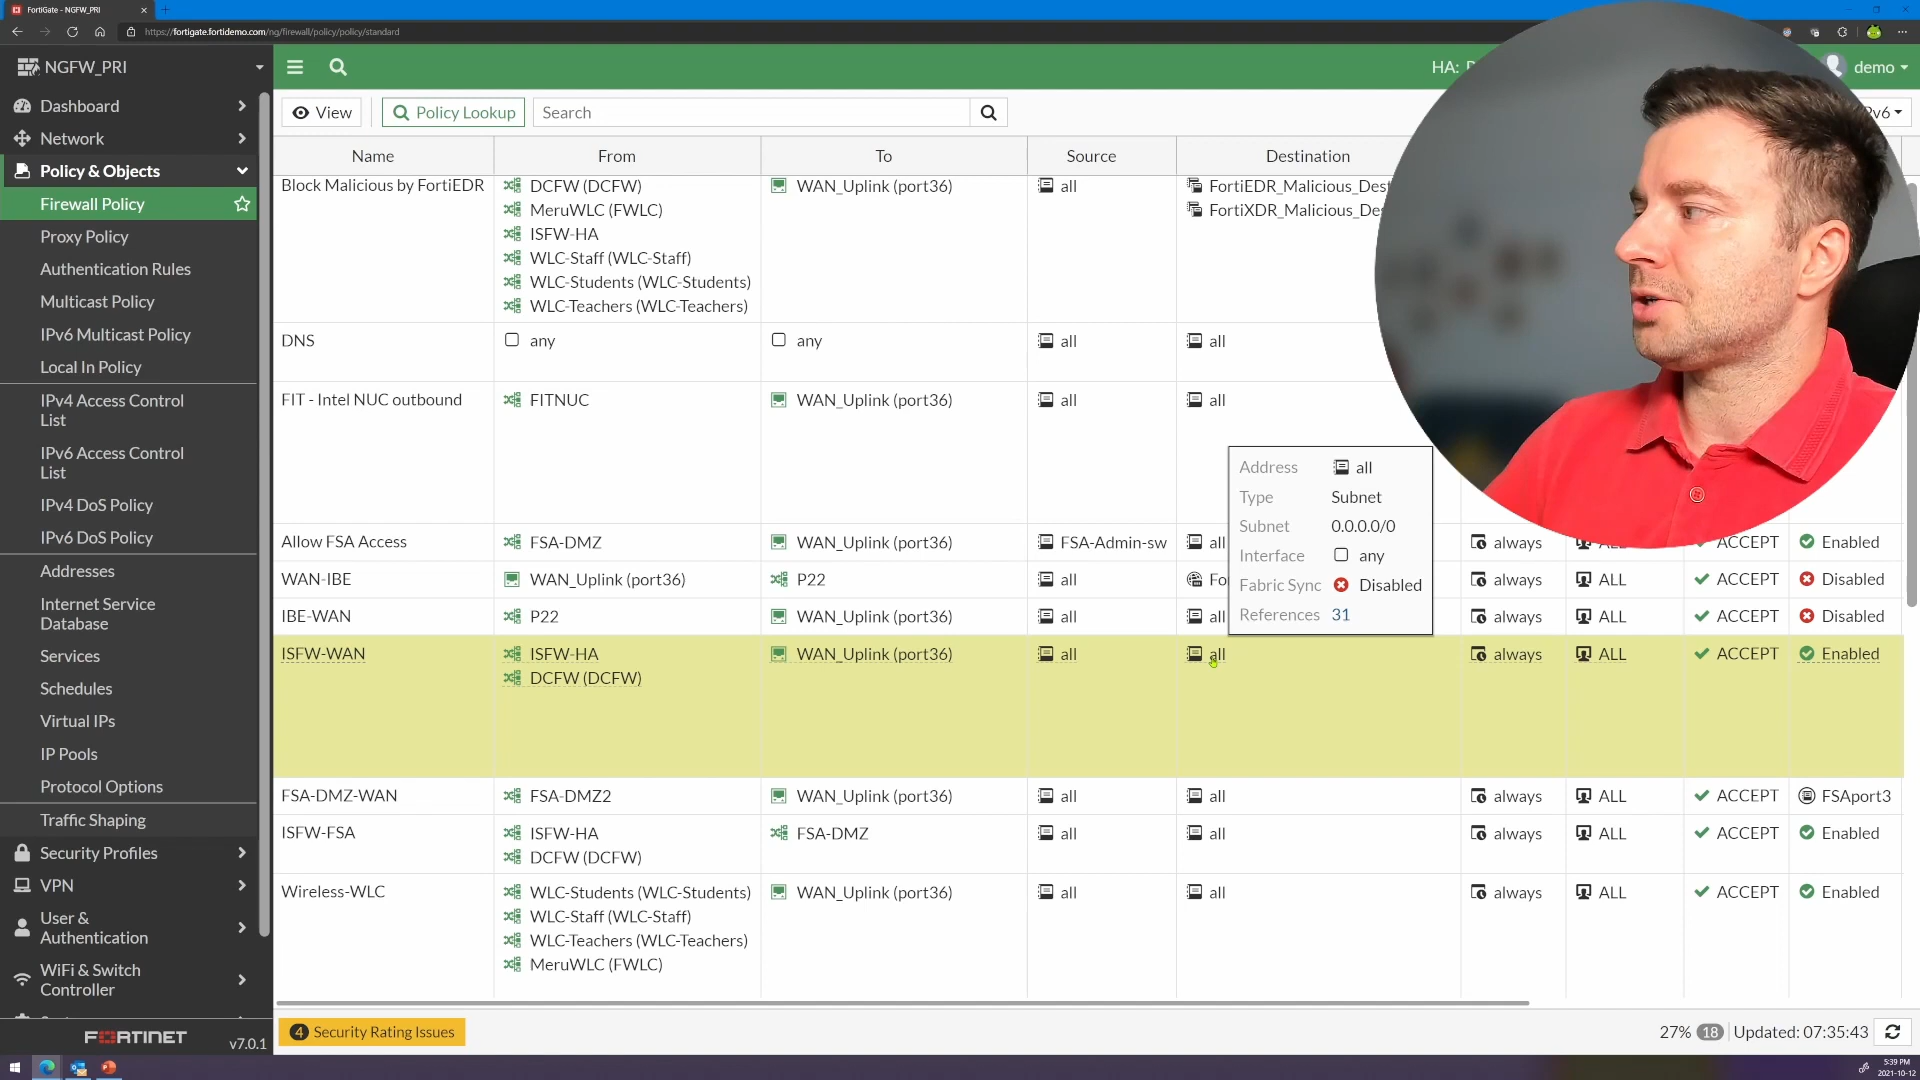 FortiGate - NGFW_PRI
https://fortigate.fortidemo.com/ng/firewall/policy/policy/standard
NGFW_PRI
HA:
demo
View
Policy Lookup
Search
v6
Dashboard
Network
Policy & Objects
Firewall Policy
Proxy Policy
Authentication Rules
Multicast Policy
IPv6 Multicast Policy
Local In Policy
IPv4 Access Control
List
IPv6 Access Control
List
IPv4 DoS Policy
IPv6 DoS Policy
Addresses
Internet Service
Database
Services
Schedules
Virtual IPs
IP Pools
Protocol Options
Traffic Shaping
Security Profiles
VPN
User &
Authentication
WiFi & Switch
Controller
FORTINET
v7.0.1
Name From To Source Destination
Block Malicious by FortiEDR DCFW (DCFW) WAN_Uplink (port36) all FortiEDR_Malicious_Dest
MeruWLC (FWLC) FortiXDR_Malicious_Des
ISFW-HA
WLC-Staff (WLC-Staff)
WLC-Students (WLC-Students)
WLC-Teachers (WLC-Teachers)
DNS any any all all
FIT - Intel NUC outbound FITNUC WAN_Uplink (port36) all all
Address all
Type Subnet
Subnet 0.0.0.0/0
Interface any
Fabric Sync Disabled
References 31
Allow FSA Access FSA-DMZ WAN_Uplink (port36) FSA-Admin-sw all always ALL ACCEPT Enabled
WAN-IBE WAN_Uplink (port36) P22 all Fo always ALL ACCEPT Disabled
IBE-WAN P22 WAN_Uplink (port36) all all always ALL ACCEPT Disabled
ISFW-WAN ISFW-HA WAN_Uplink (port36) all all always ALL ACCEPT Enabled
DCFW (DCFW)
FSA-DMZ-WAN FSA-DMZ2 WAN_Uplink (port36) all all always ALL ACCEPT FSAport3
ISFW-FSA ISFW-HA FSA-DMZ all all always ALL ACCEPT Enabled
DCFW (DCFW)
Wireless-WLC WLC-Students (WLC-Students) WAN_Uplink (port36) all all always ALL ACCEPT Enabled
WLC-Staff (WLC-Staff)
WLC-Teachers (WLC-Teachers)
MeruWLC (FWLC)
4 Security Rating Issues
27% 18 Updated: 07:35:43
5:39 PM
2021-10-12